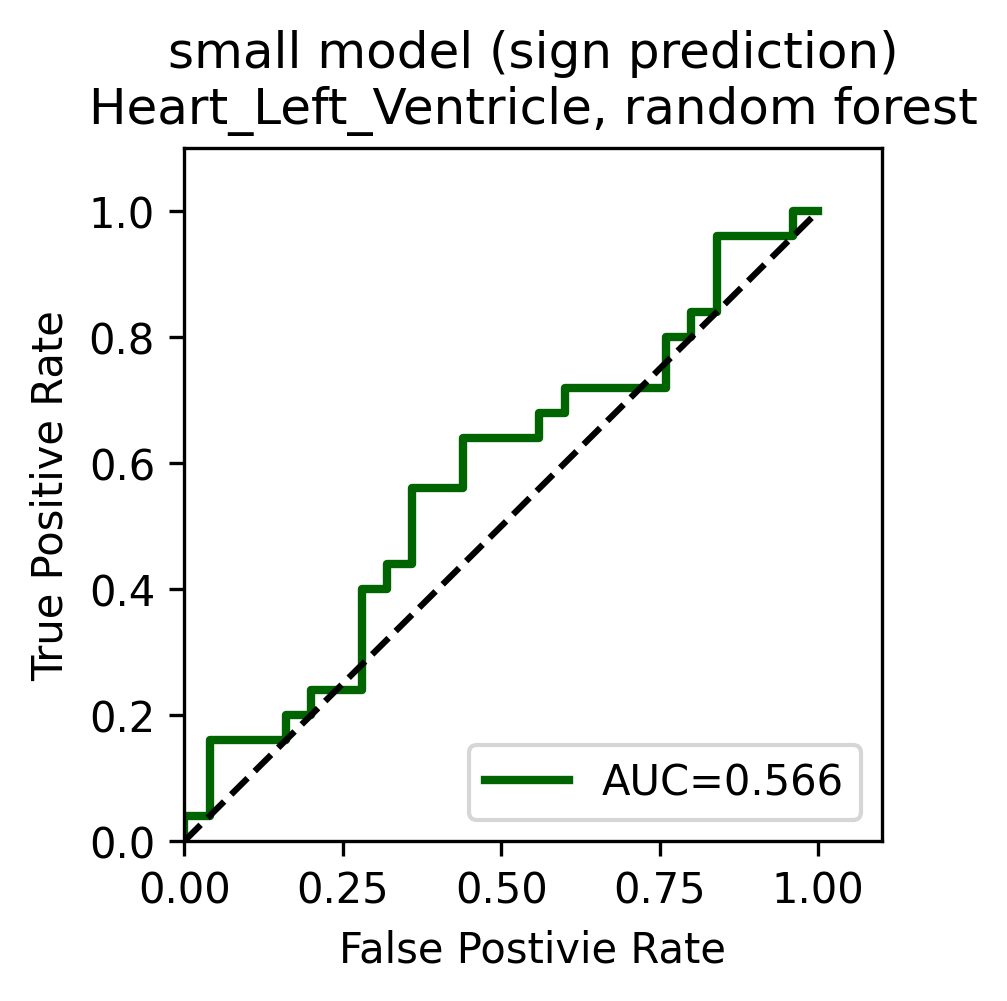 small model (sign prediction)
Heart_Left_Ventricle, random forest
1.0
0.8
0.6
0.4
0.2
0.0
True Positive Rate
AUC=0.566
0.00 0.25 0.50 0.75 1.00
False Postivie Rate